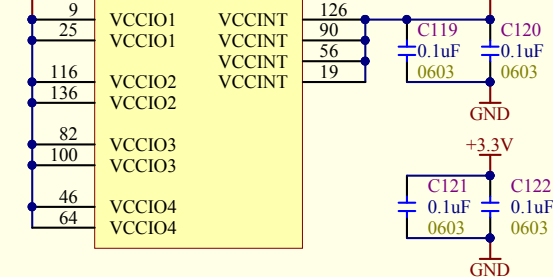 9 VCCIO1 VCCINT 126
25 VCCIO1 VCCINT 90
VCCINT 56
116 VCCIO2 VCCINT 19
136 VCCIO2
82 VCCIO3
100 VCCIO3
46 VCCIO4
64 VCCIO4
C119 C120
0.1uF 0.1uF
0603 0603
GND
+3.3V
C121 C122
0.1uF 0.1uF
0603 0603
GND